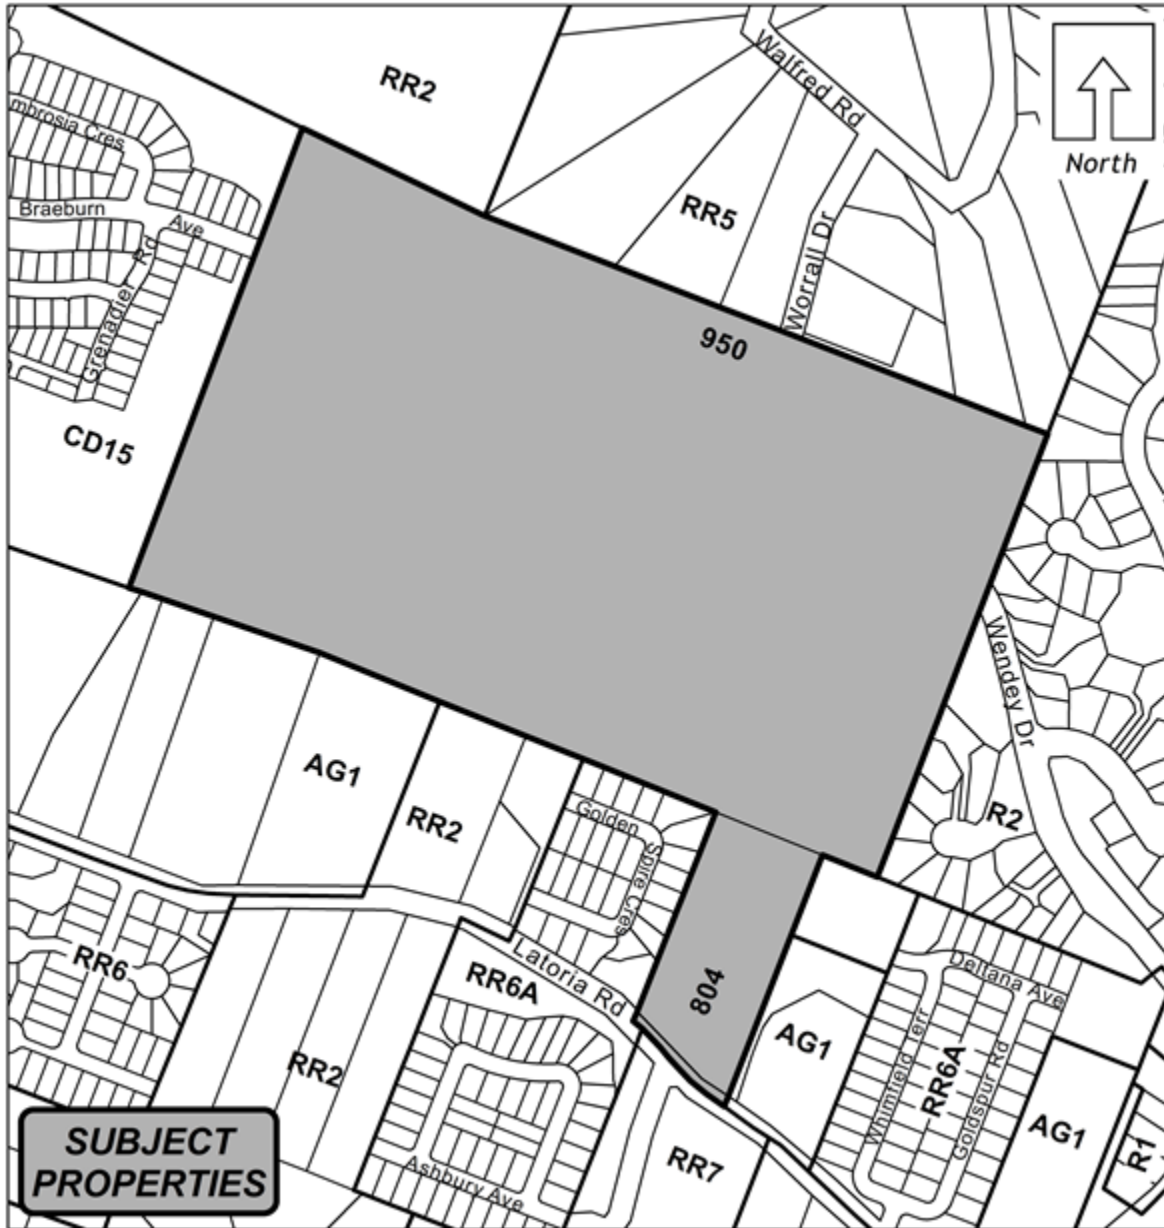 RR2
Walfred Rd
North
mbrosia Cres
Braeburn
Ave
RR5
Worrall Dr
Grenadier Rd
950
CD15
Wendey Dr
AG1
RR2
Golden
Spire Cres
R2
Latoria Rd
RR6
RR6A
804
Deltana Ave
AG1
Whimfield Terr
RR6A
Goldspur Rd
RR2
AG1
R1
Ashbury Ave
RR7
SUBJECT
PROPERTIES